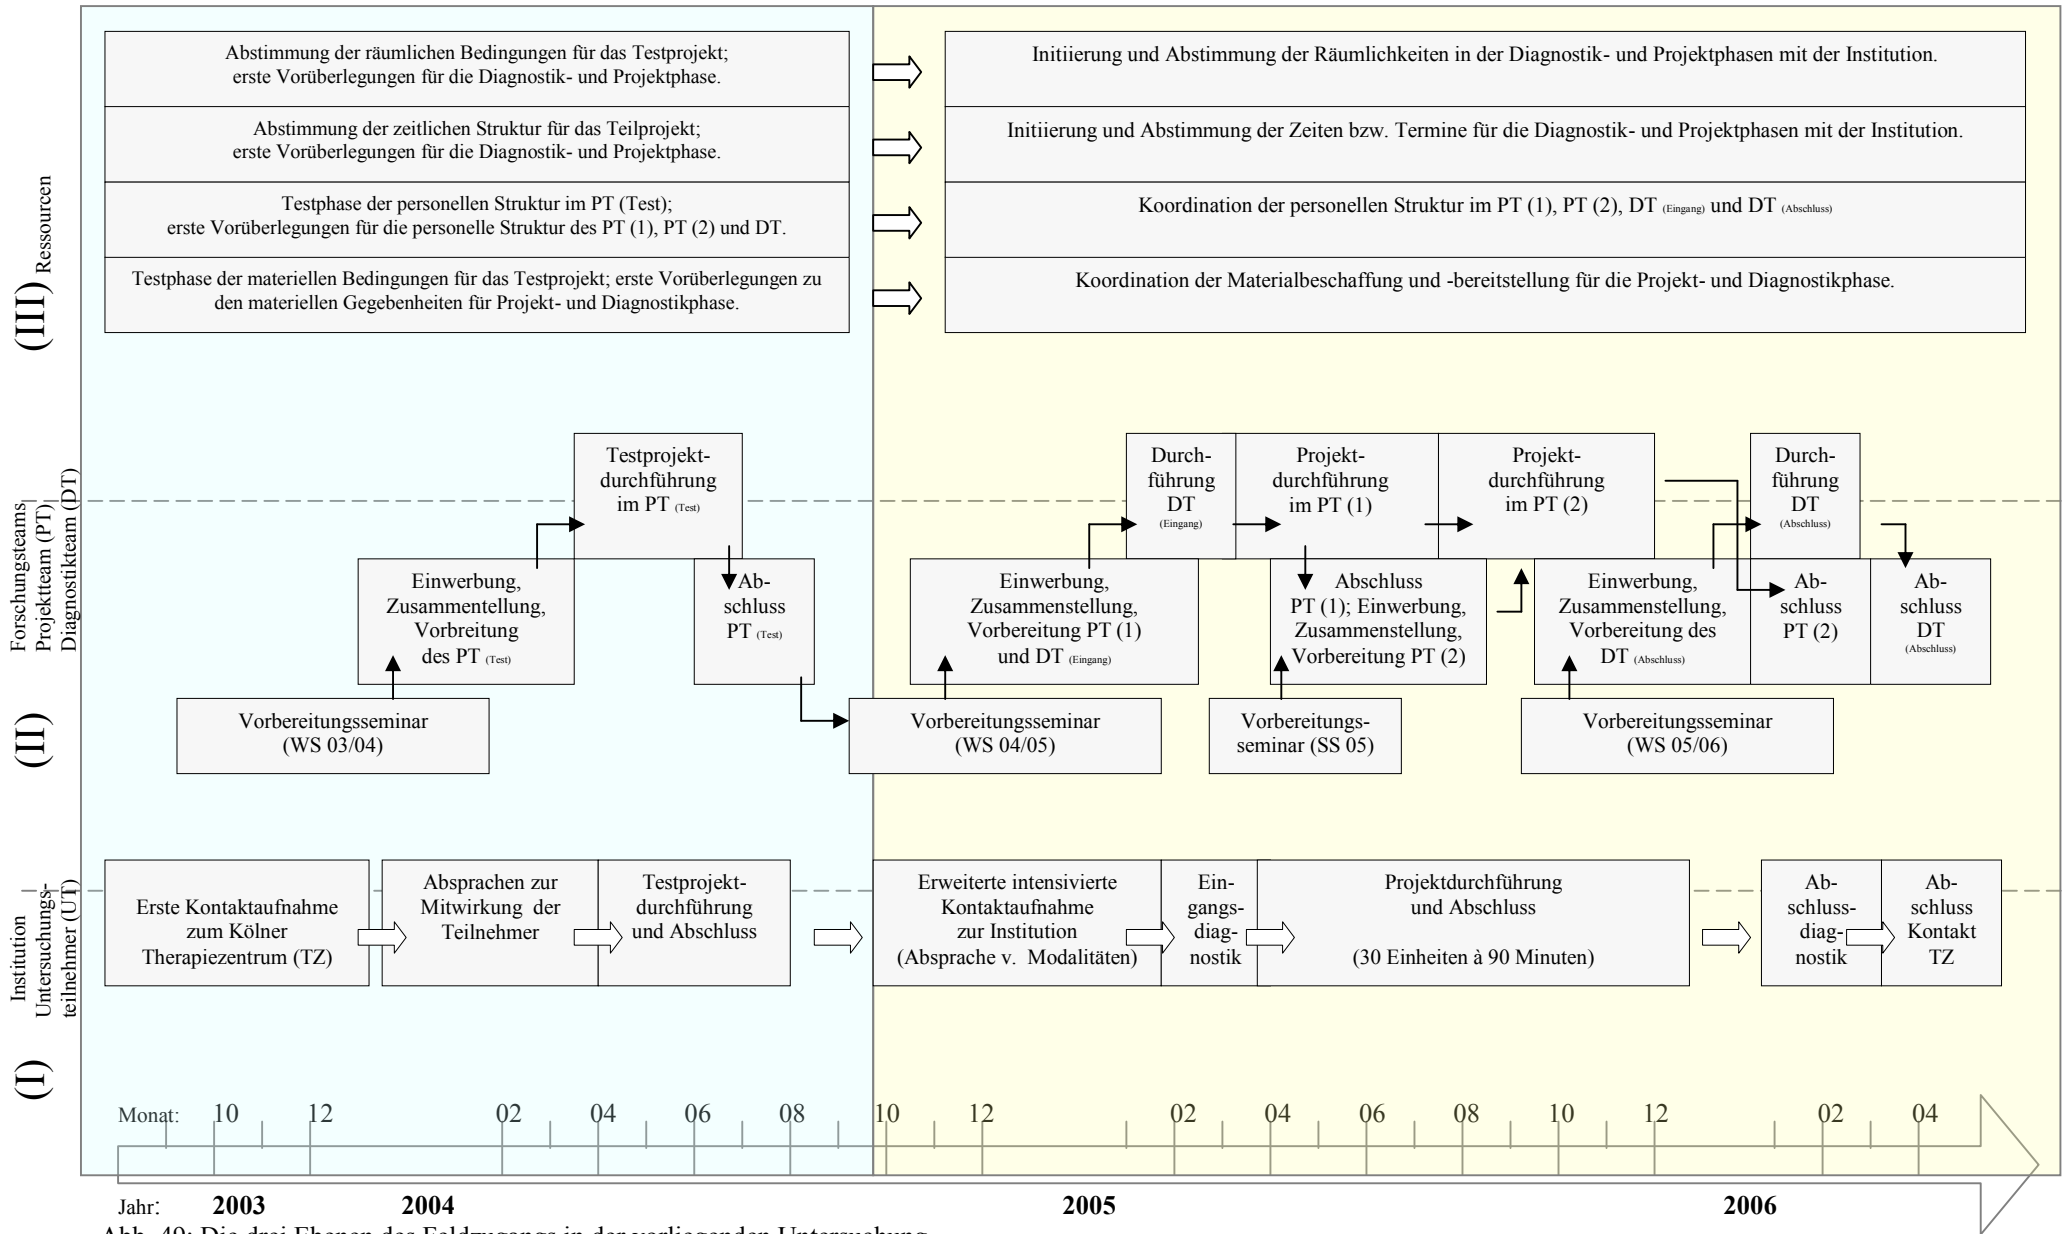 Abstimmung der räumlichen Bedingungen für das Testprojekt;
erste Vorüberlegungen für die Diagnostik- und Projektphase.
Initiierung und Abstimmung der Räumlichkeiten in der Diagnostik- und Projektphasen mit der Institution.
Abstimmung der zeitlichen Struktur für das Teilprojekt;
erste Vorüberlegungen für die Diagnostik- und Projektphase.
Initiierung und Abstimmung der Zeiten bzw. Termine für die Diagnostik- und Projektphasen mit der Institution.
Testphase der personellen Struktur im PT (Test);
erste Vorüberlegungen für die personelle Struktur des PT (1), PT (2) und DT.
Koordination der personellen Struktur im PT (1), PT (2), DT (Eingang) und DT (Abschluss)
Testphase der materiellen Bedingungen für das Testprojekt; erste Vorüberlegungen zu
den materiellen Gegebenheiten für Projekt- und Diagnostikphase.
Koordination der Materialbeschaffung und -bereitstellung für die Projekt- und Diagnostikphase.
(III) Ressourcen
Testprojekt-
durchführung
im PT (Test)
Durch-
führung
DT
(Eingang)
Projekt-
durchführung
im PT (1)
Projekt-
durchführung
im PT (2)
Durch-
führung
DT
(Abschluss)
Forschungsteams
Projektteam (PT)
Diagnostikteam (DT)
Einwerbung,
Zusammentellung,
Vorbreitung
des PT (Test)
Ab-
schluss
PT (Test)
Einwerbung,
Zusammenstellung,
Vorbereitung PT (1)
und DT (Eingang)
Abschluss
PT (1); Einwerbung,
Zusammenstellung,
Vorbereitung PT (2)
Einwerbung,
Zusammenstellung,
Vorbereitung des
DT (Abschluss)
Ab-
schluss
PT (2)
Ab-
schluss
DT
(Abschluss)
(II)
Vorbereitungsseminar
(WS 03/04)
Vorbereitungsseminar
(WS 04/05)
Vorbereitungs-
seminar (SS 05)
Vorbereitungsseminar
(WS 05/06)
Institution
Untersuchungs-
teilnehmer (UT)
Erste Kontaktaufnahme
zum Kölner
Therapiezentrum (TZ)
Absprachen zur
Mitwirkung der
Teilnehmer
Testprojekt-
durchführung
und Abschluss
Erweiterte intensivierte
Kontaktaufnahme
zur Institution
(Absprache v. Modalitäten)
Ein-
gangs-
diag-
nostik
Projektdurchführung
und Abschluss
(30 Einheiten à 90 Minuten)
Ab-
schluss-
diag-
nostik
Ab-
schluss
Kontakt
TZ
(I)
Monat: 10 12 02 04 06 08 10 12 02 04 06 08 10 12 02 04
Jahr: 2003 2004 2005 2006
Abb. 49: Die drei Ebenen des Feldzugangs in der vorliegenden Untersuchung